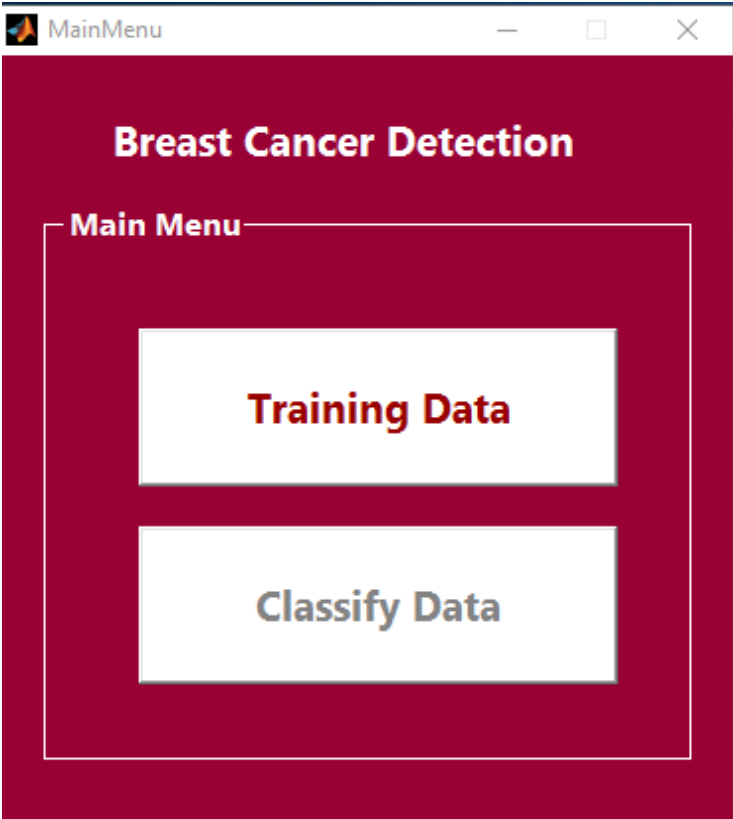 MainMenu
Breast Cancer Detection
Main Menu
Training Data
Classify Data